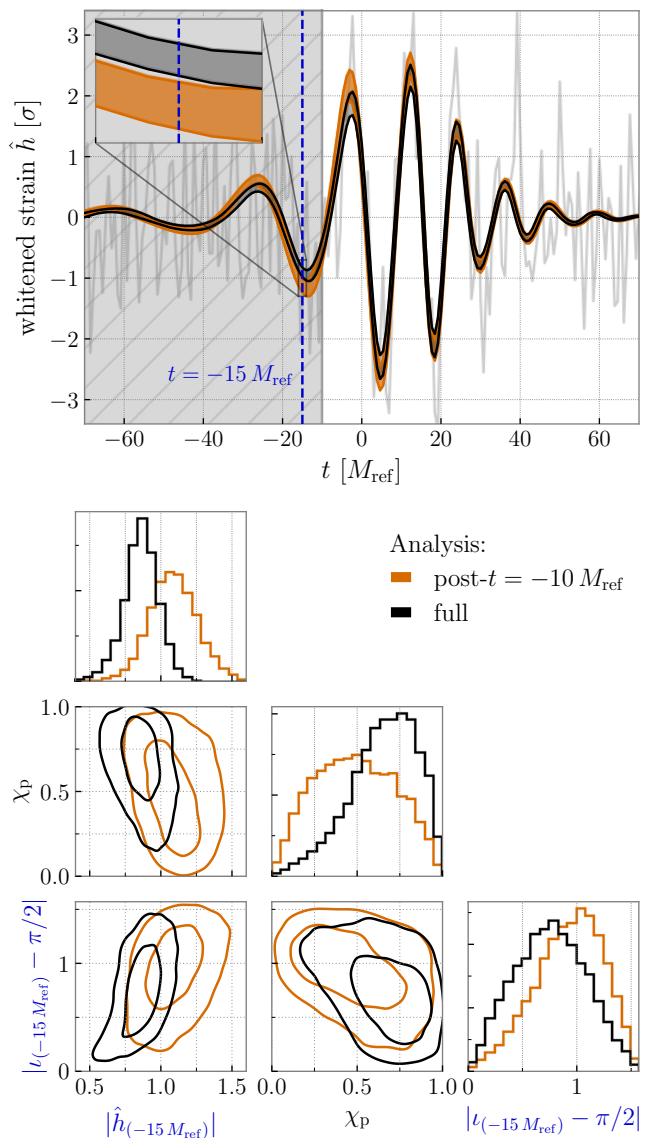 whitened strain ĥ [σ]
3
2
1
0
−1
−2
−3
t = −15 M_ref
−60 −40 −20 0 20 40 60
t [M_ref]
Analysis:
post-t = −10 M_ref
full
χ_p
1.0
0.5
0.0
|ι_(−15 M_ref) − π/2|
1
0
0.5 1.0 1.5
0.5 1.0
0 1
|ĥ_(−15 M_ref)|
χ_p
|ι_(−15 M_ref) − π/2|